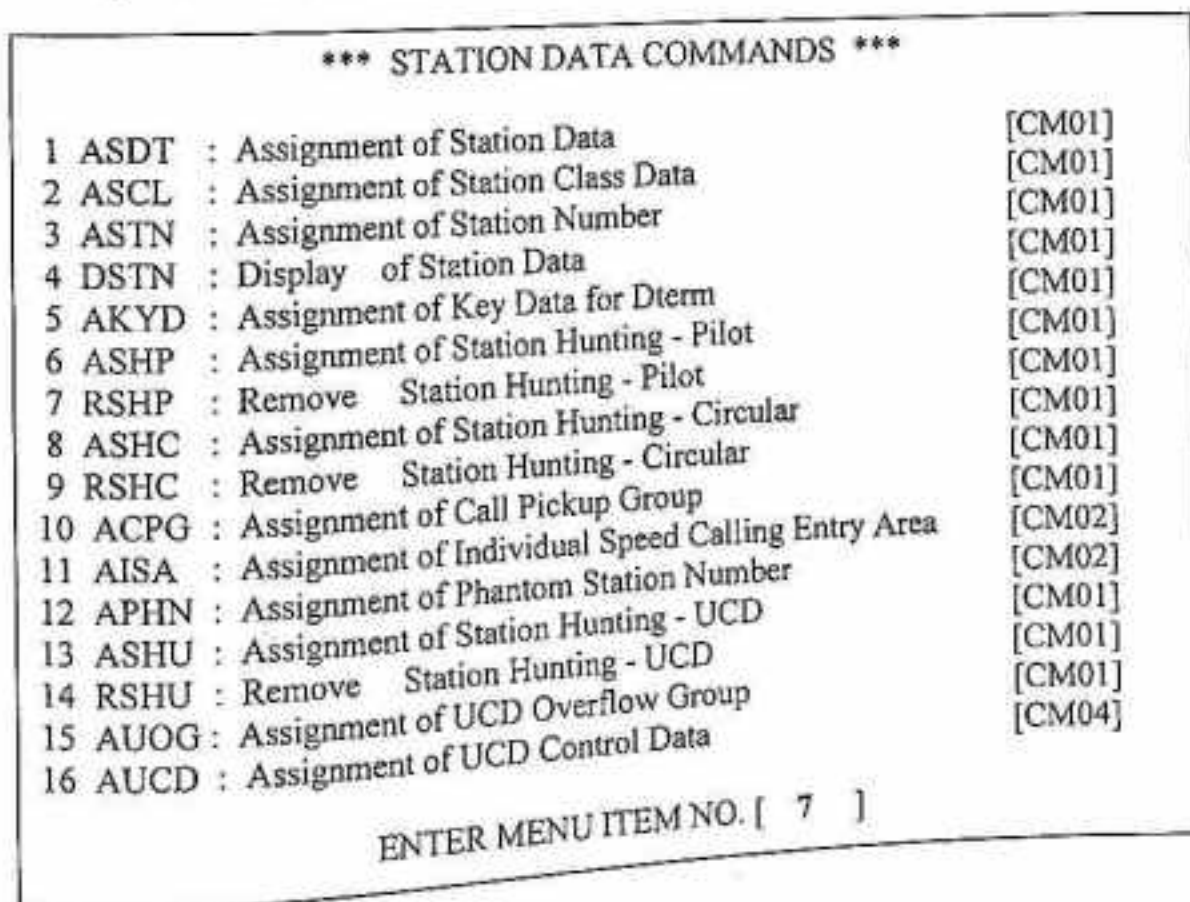 *** STATION DATA COMMANDS ***
1 ASDT : Assignment of Station Data [CM01]
2 ASCL : Assignment of Station Class Data [CM01]
3 ASTN : Assignment of Station Number [CM01]
4 DSTN : Display of Station Data [CM01]
5 AKYD : Assignment of Key Data for Dterm [CM01]
6 ASHP : Assignment of Station Hunting - Pilot [CM01]
7 RSHP : Remove Station Hunting - Pilot [CM01]
8 ASHC : Assignment of Station Hunting - Circular [CM01]
9 RSHC : Remove Station Hunting - Circular [CM01]
10 ACPG : Assignment of Call Pickup Group [CM01]
11 AISA : Assignment of Individual Speed Calling Entry Area [CM02]
12 APHN : Assignment of Phantom Station Number [CM02]
13 ASHU : Assignment of Station Hunting - UCD [CM01]
14 RSHU : Remove Station Hunting - UCD [CM01]
15 AUOG : Assignment of UCD Overflow Group [CM01]
16 AUCD : Assignment of UCD Control Data [CM04]
ENTER MENU ITEM NO. [ 7 ]